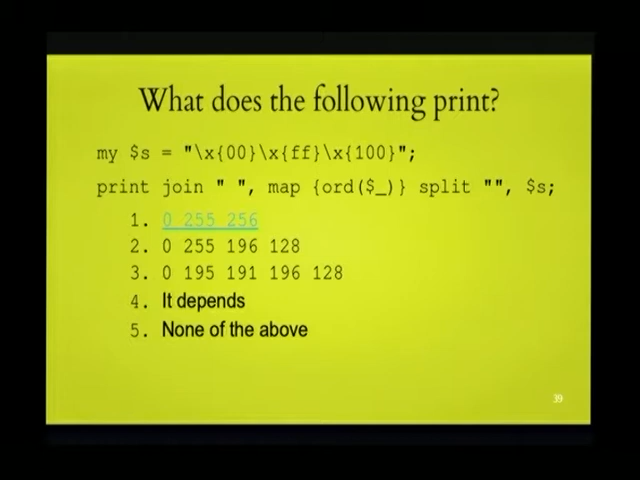 What does the following print?
my $s = "\x{00}\x{ff}\x{100}";
print join " ", map {ord($_)} split "", $s;
1. 0 255 256
2. 0 255 196 128
3. 0 195 191 196 128
4. It depends
5. None of the above
39